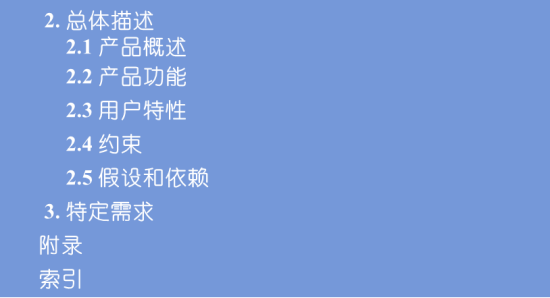 2. 总体描述
2.1 产品概述
2.2 产品功能
2.3 用户特性
2.4 约束
2.5 假设和依赖
3. 特定需求
附录
索引